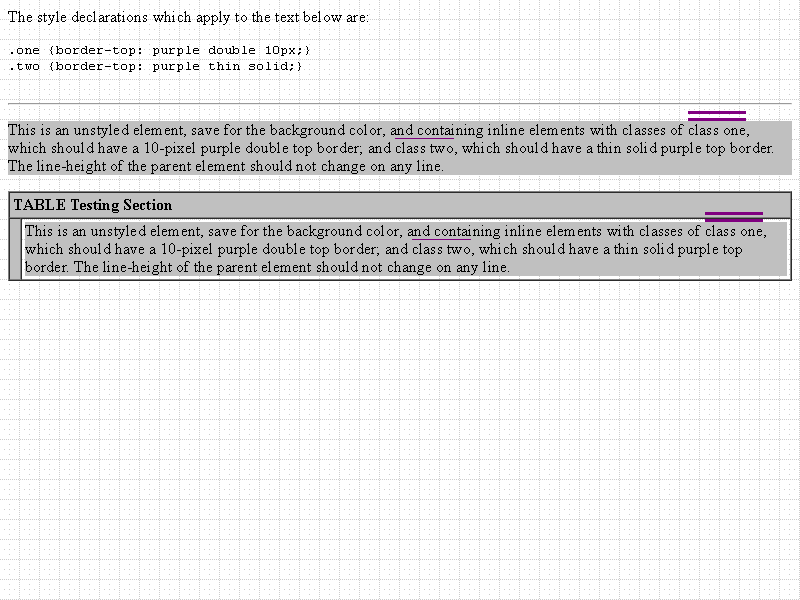 The style declarations which apply to the text below are:
.one {border-top: purple double 10px;}
.two {border-top: purple thin solid;}
This is an unstyled element, save for the background color, and containing inline elements with classes of class one,
which should have a 10-pixel purple double top border; and class two, which should have a thin solid purple top border.
The line-height of the parent element should not change on any line.
TABLE Testing Section
This is an unstyled element, save for the background color, and containing inline elements with classes of class one,
which should have a 10-pixel purple double top border; and class two, which should have a thin solid purple top
border. The line-height of the parent element should not change on any line.